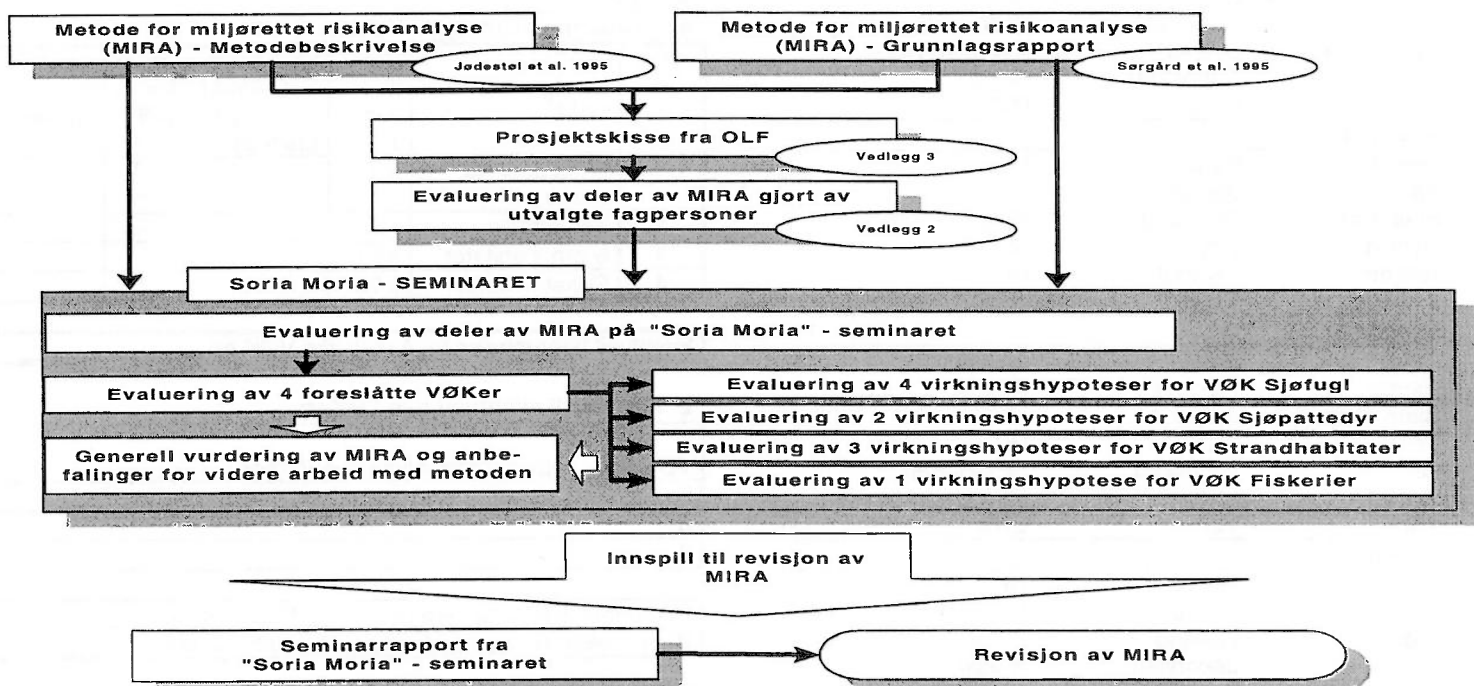 Metode for miljørettet risikoanalyse
(MIRA) - Metodebeskrivelse
Jødestøl et al. 1995
Metode for miljørettet risikoanalyse
(MIRA) - Grunnlagsrapport
Sørgård et al. 1995
Prosjektskisse fra OLF
Vedlegg 3
Evaluering av deler av MIRA gjort av
utvalgte fagpersoner
Vedlegg 2
Soria Moria - SEMINARET
Evaluering av deler av MIRA på "Soria Moria" - seminaret
Evaluering av 4 foreslåtte VØKer
Evaluering av 4 virkningshypoteser for VØK Sjøfugl
Evaluering av 2 virkningshypoteser for VØK Sjøpattedyr
Evaluering av 3 virkningshypoteser for VØK Strandhabitater
Evaluering av 1 virkningshypotese for VØK Fiskerier
Generell vurdering av MIRA og anbe-
falinger for videre arbeid med metoden
Innspill til revisjon av
MIRA
Seminarrapport fra
"Soria Moria" - seminaret
Revisjon av MIRA